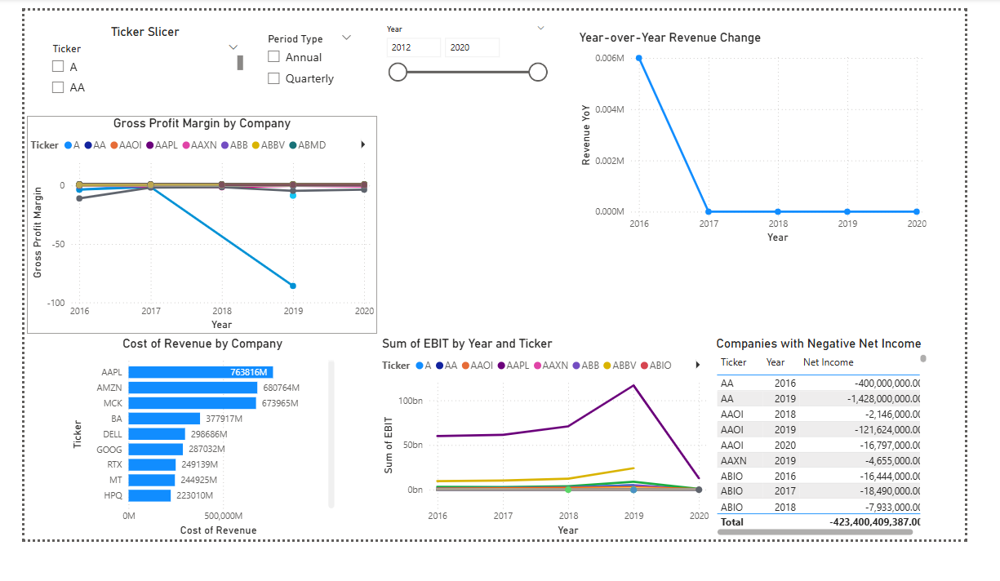 Ticker Slicer
Ticker
A
AA
Period Type
Annual
Quarterly
Year
2012 2020
Year-over-Year Revenue Change
0.006M
0.004M
0.002M
0.000M
Revenue YoY
2016 2017 2018 2019 2020
Year
Gross Profit Margin by Company
Ticker A AA AAOI AAPL AAXN ABB ABBV ABMD
0
-50
-100
Gross Profit Margin
2016 2017 2018 2019 2020
Year
Cost of Revenue by Company
Ticker
AAPL 763816M
AMZN 680764M
MCK 673965M
BA 377917M
DELL 298686M
GOOG 287032M
RTX 249139M
MT 244925M
HPQ 223010M
0M 500,000M
Cost of Revenue
Sum of EBIT by Year and Ticker
Ticker A AA AAOI AAPL AAXN ABB ABBV ABIO
100bn
50bn
0bn
Sum of EBIT
2016 2017 2018 2019 2020
Year
Companies with Negative Net Income
Ticker Year Net Income
AA 2016 -400,000,000.00
AA 2019 -1,428,000,000.00
AAOI 2018 -2,146,000.00
AAOI 2019 -121,624,000.00
AAOI 2020 -16,797,000.00
AAXN 2019 -4,655,000.00
ABIO 2016 -16,444,000.00
ABIO 2017 -18,490,000.00
ABIO 2018 -7,933,000.00
Total -423,400,409,387.00